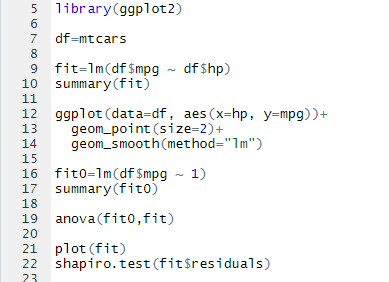 5 library(ggplot2)
6
7 df=mtcars
8
9 fit=lm(df$mpg ~ df$hp)
10 summary(fit)
11
12 ggplot(data=df, aes(x=hp, y=mpg))+
13 geom_point(size=2)+
14 geom_smooth(method="lm")
15
16 fit0=lm(df$mpg ~ 1)
17 summary(fit0)
18
19 anova(fit0,fit)
20
21 plot(fit)
22 shapiro.test(fit$residuals)
23